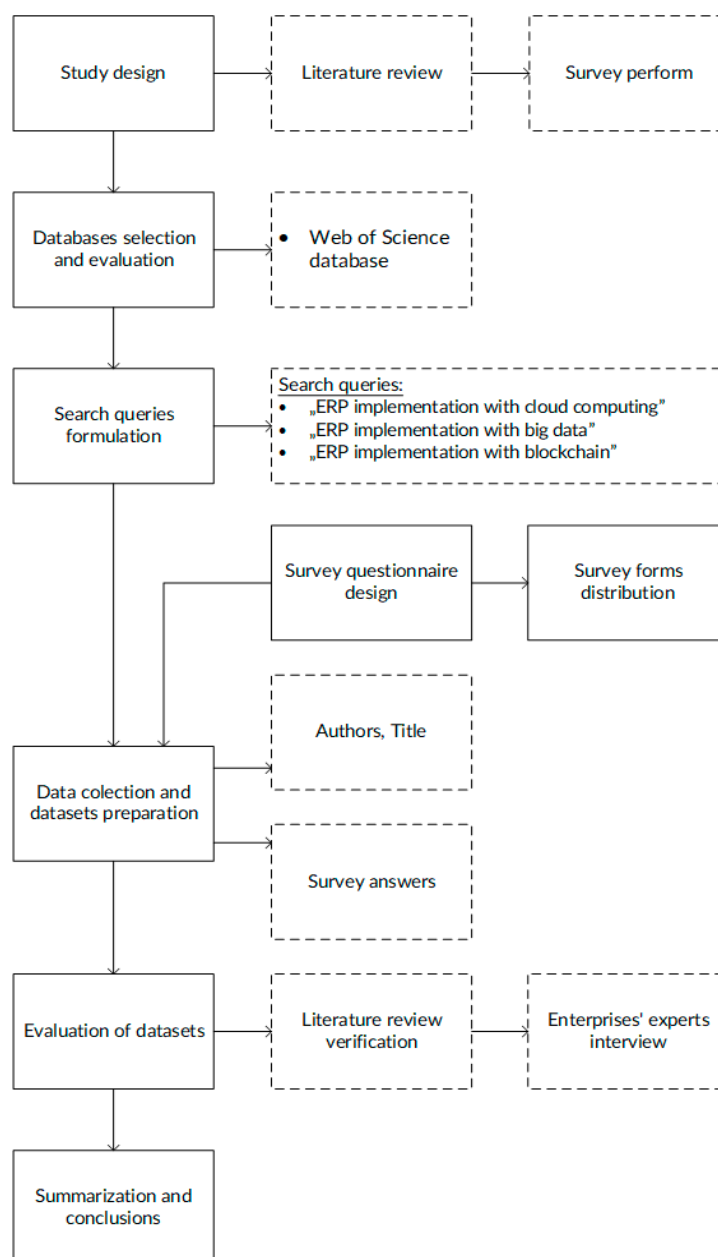 Study design
Literature review
Survey perform
Databases selection
and evaluation
• Web of Science
database
Search queries
formulation
Search queries:
• „ERP implementation with cloud computing”
• „ERP implementation with big data”
• „ERP implementation with blockchain”
Survey questionnaire
design
Survey forms
distribution
Authors, Title
Data colection and
datasets preparation
Survey answers
Evaluation of datasets
Literature review
verification
Enterprises' experts
interview
Summarization and
conclusions